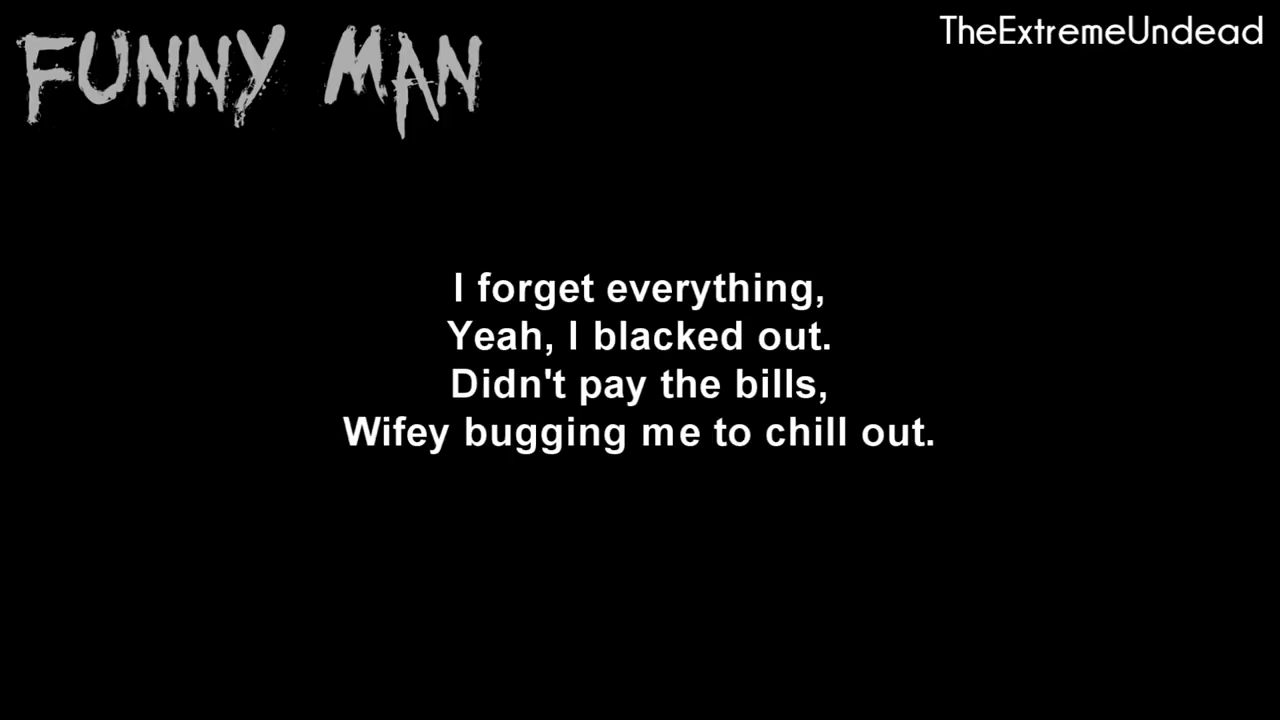 FUNNY MAN
TheExtremeUndead
I forget everything,
Yeah, I blacked out.
Didn't pay the bills,
Wifey bugging me to chill out.